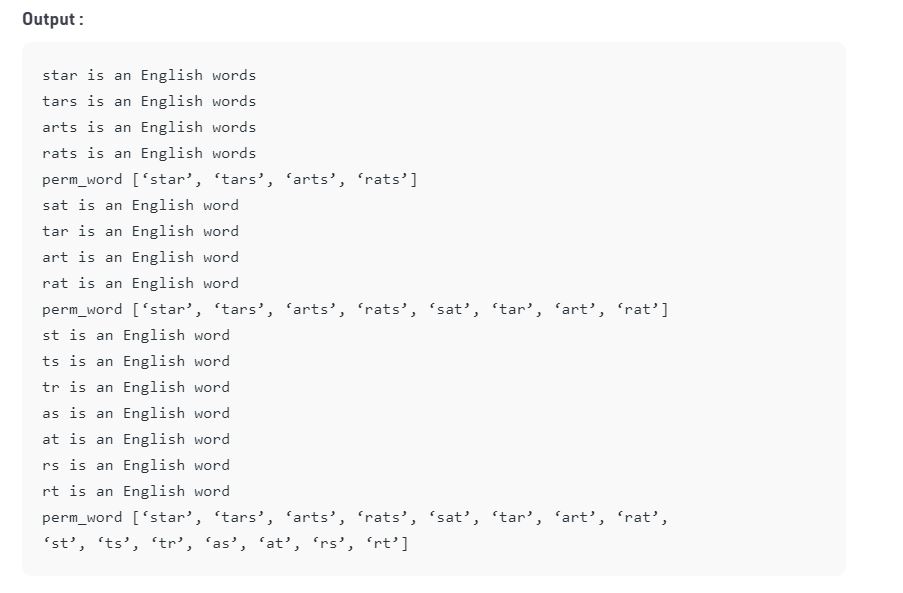 Output :
star is an English words
tars is an English words
arts is an English words
rats is an English words
perm_word [‘star’, ‘tars’, ‘arts’, ‘rats’]
sat is an English word
tar is an English word
art is an English word
rat is an English word
perm_word [‘star’, ‘tars’, ‘arts’, ‘rats’, ‘sat’, ‘tar’, ‘art’, ‘rat’]
st is an English word
ts is an English word
tr is an English word
as is an English word
at is an English word
rs is an English word
rt is an English word
perm_word [‘star’, ‘tars’, ‘arts’, ‘rats’, ‘sat’, ‘tar’, ‘art’, ‘rat’,
‘st’, ‘ts’, ‘tr’, ‘as’, ‘at’, ‘rs’, ‘rt’]